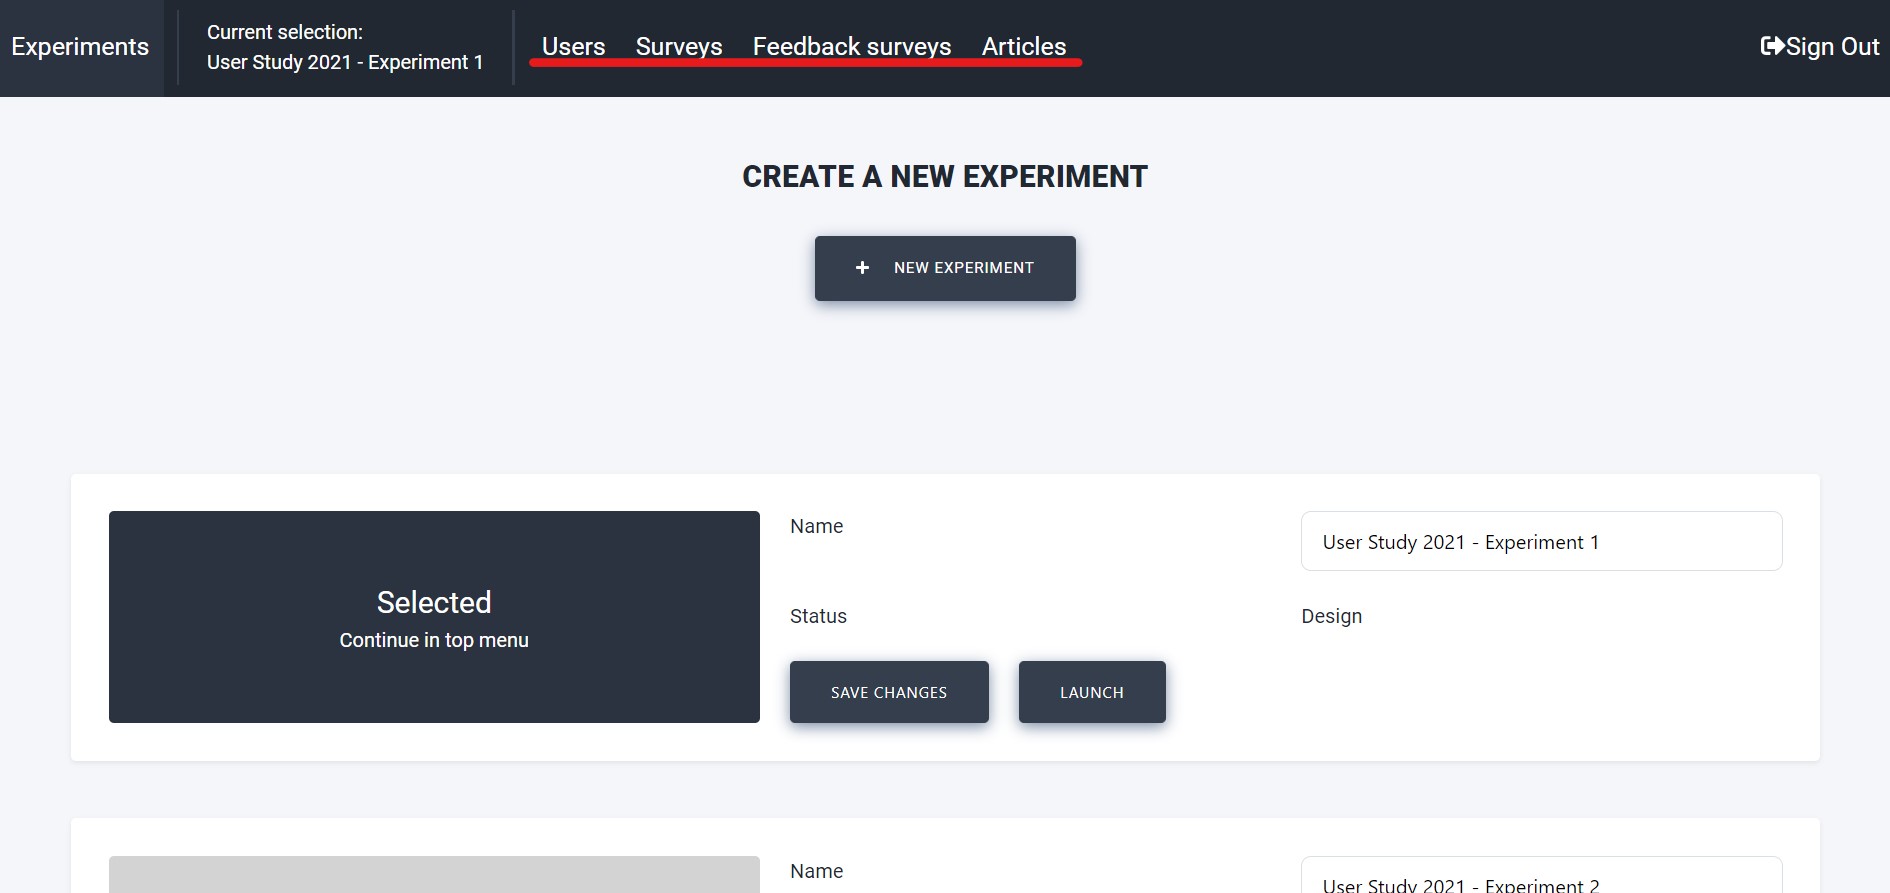 Experiments
Current selection:
User Study 2021 - Experiment 1
Users Surveys Feedback surveys Articles
Sign Out
CREATE A NEW EXPERIMENT
+ NEW EXPERIMENT
Selected
Continue in top menu
Name
User Study 2021 - Experiment 1
Status
Design
SAVE CHANGES
LAUNCH
Name
User Study 2021 - Experiment 2